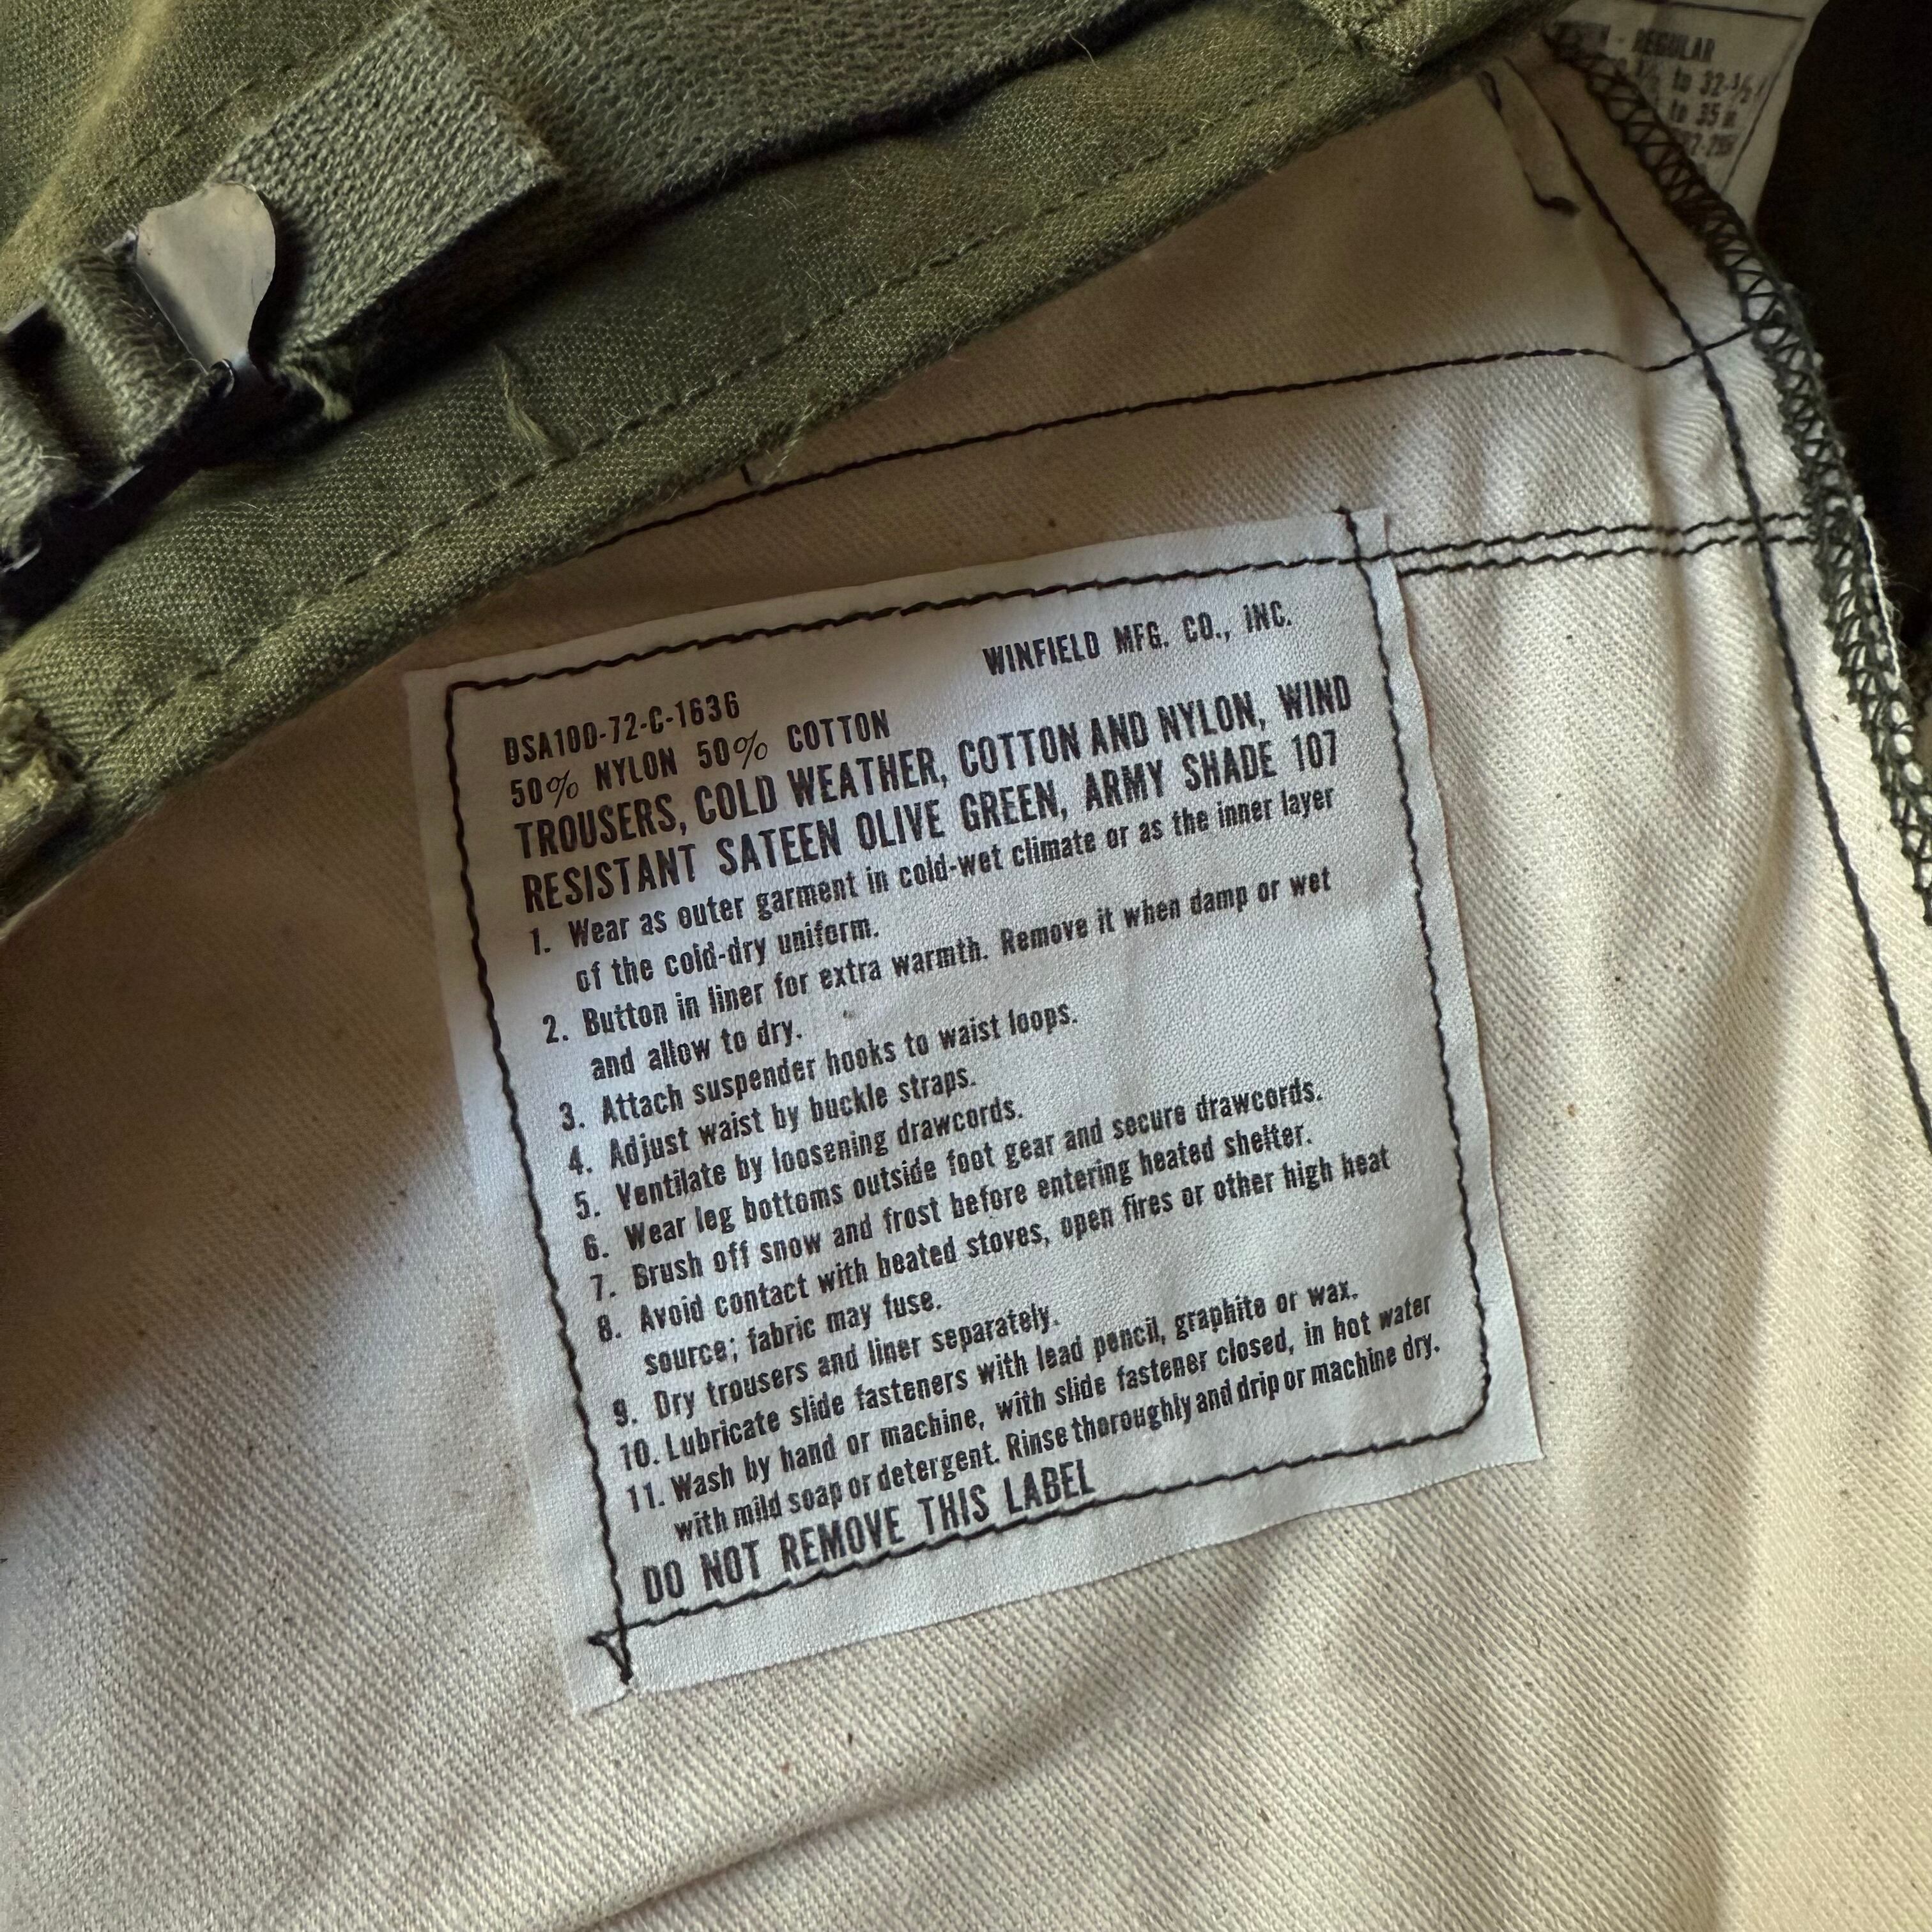 - REGULAR
to 32-½
to 35
WINFIELD MFG. CO., INC.
DSA100-72-C-1636
50% NYLON 50% COTTON
TROUSERS, COLD WEATHER, COTTON AND NYLON, WIND
RESISTANT SATEEN OLIVE GREEN, ARMY SHADE 107
1. Wear as outer garment in cold-wet climate or as the inner layer
of the cold-dry uniform.
2. Button in liner for extra warmth. Remove it when damp or wet
and allow to dry.
3. Attach suspender hooks to waist loops.
4. Adjust waist by buckle straps.
5. Ventilate by loosening drawcords.
6. Wear leg bottoms outside foot gear and secure drawcords.
7. Brush off snow and frost before entering heated shelter.
8. Avoid contact with heated stoves, open fires or other high heat
source; fabric may fuse.
9. Dry trousers and liner separately.
10. Lubricate slide fasteners with lead pencil, graphite or wax.
11. Wash by hand or machine, with slide fastener closed, in hot water
with mild soap or detergent. Rinse thoroughly and drip or machine dry.
DO NOT REMOVE THIS LABEL